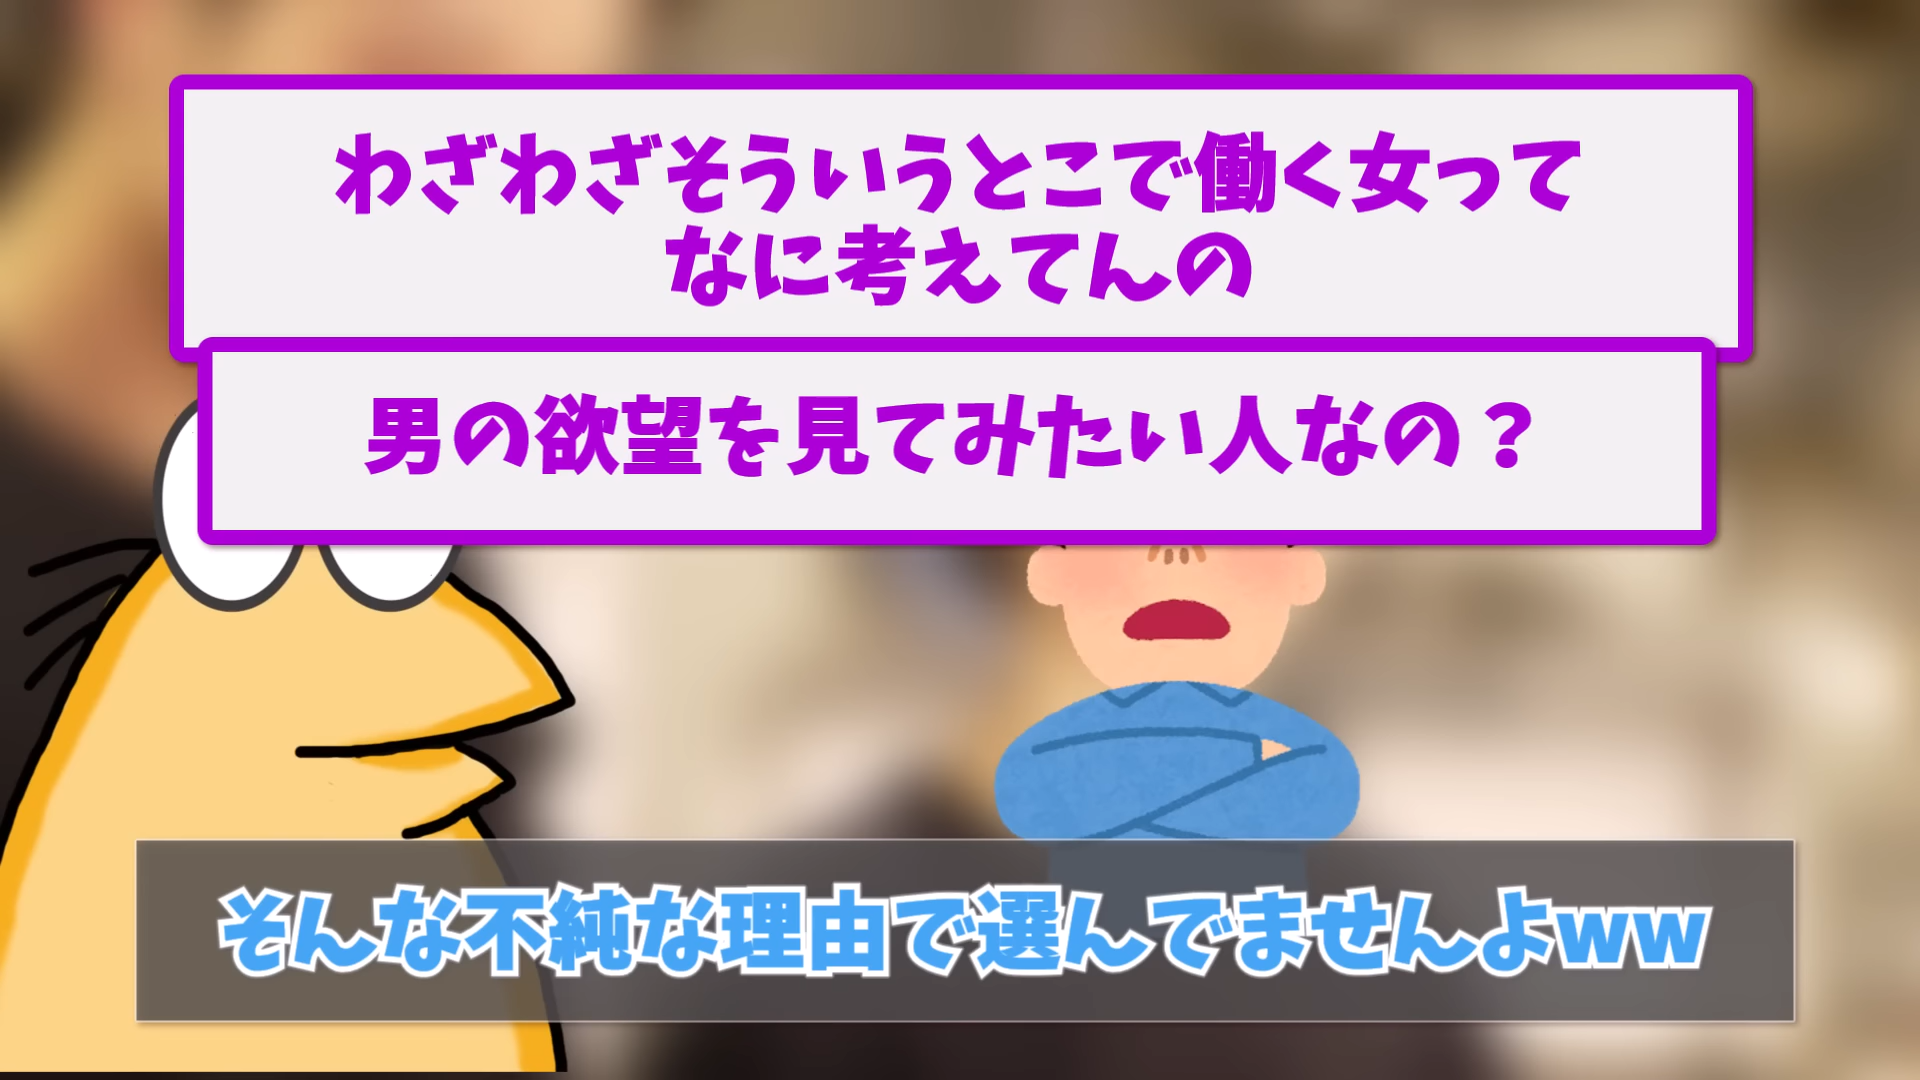 わざわざそういうとこで働く女って
なに考えてんの
男の欲望を見てみたい人なの？
そんな不純な理由で選んでませんよww